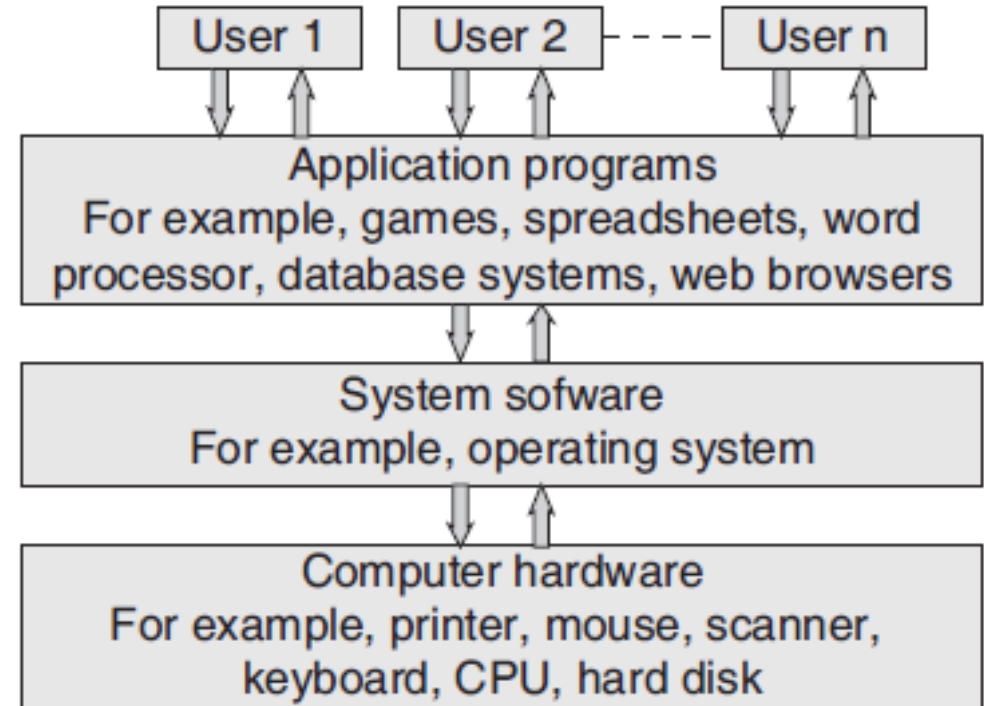 User 1 User 2 User n
Application programs
For example, games, spreadsheets, word
processor, database systems, web browsers
System sofware
For example, operating system
Computer hardware
For example, printer, mouse, scanner,
keyboard, CPU, hard disk